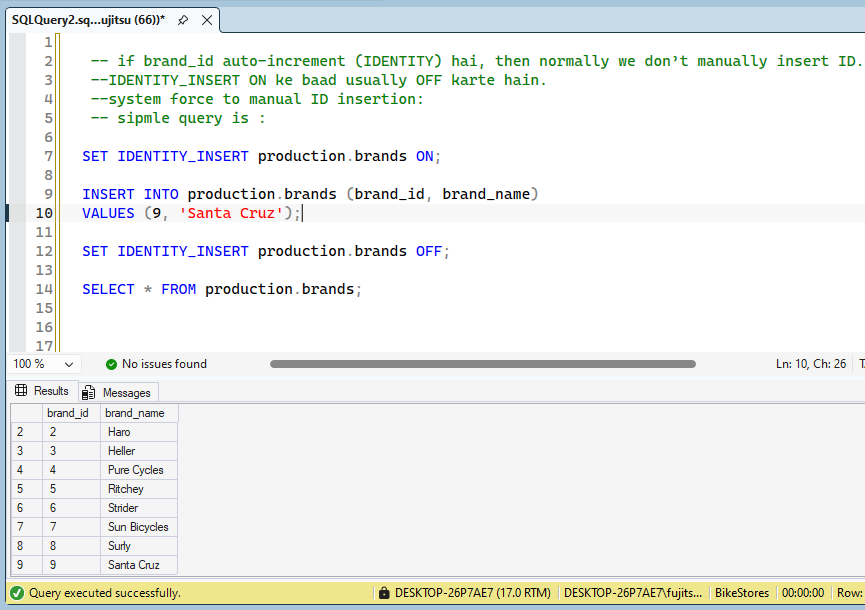 SQLQuery2.sq...ujitsu (66))*
1
2 -- if brand_id auto-increment (IDENTITY) hai, then normally we don’t manually insert ID.
3 --IDENTITY_INSERT ON ke baad usually OFF karte hain.
4 --system force to manual ID insertion:
5 -- sipmle query is :
6
7 SET IDENTITY_INSERT production.brands ON;
8
9 INSERT INTO production.brands (brand_id, brand_name)
10 VALUES (9, 'Santa Cruz');
11
12 SET IDENTITY_INSERT production.brands OFF;
13
14 SELECT * FROM production.brands;
15
16
17
100 % No issues found Ln: 10, Ch: 26
Results Messages
brand_id brand_name
2 2 Haro
3 3 Heller
4 4 Pure Cycles
5 5 Ritchey
6 6 Strider
7 7 Sun Bicycles
8 8 Surly
9 9 Santa Cruz
Query executed successfully. DESKTOP-26P7AE7 (17.0 RTM) DESKTOP-26P7AE7\fujits... BikeStores 00:00:00 Row